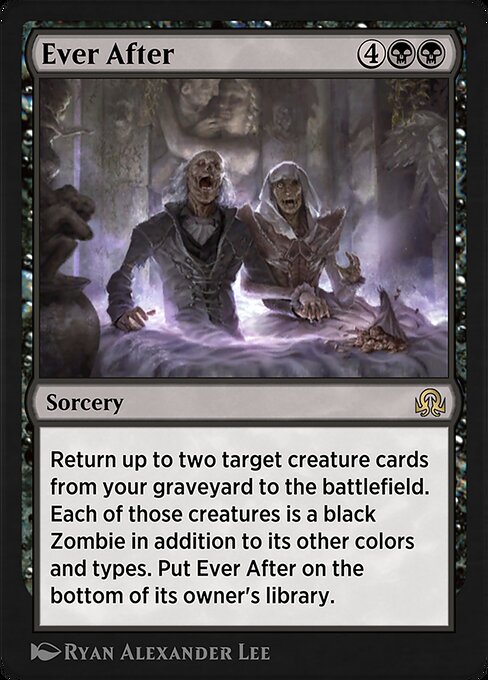 Ever After 4
Sorcery
Return up to two target creature cards
from your graveyard to the battlefield.
Each of those creatures is a black
Zombie in addition to its other colors
and types. Put Ever After on the
bottom of its owner's library.
Ryan Alexander Lee